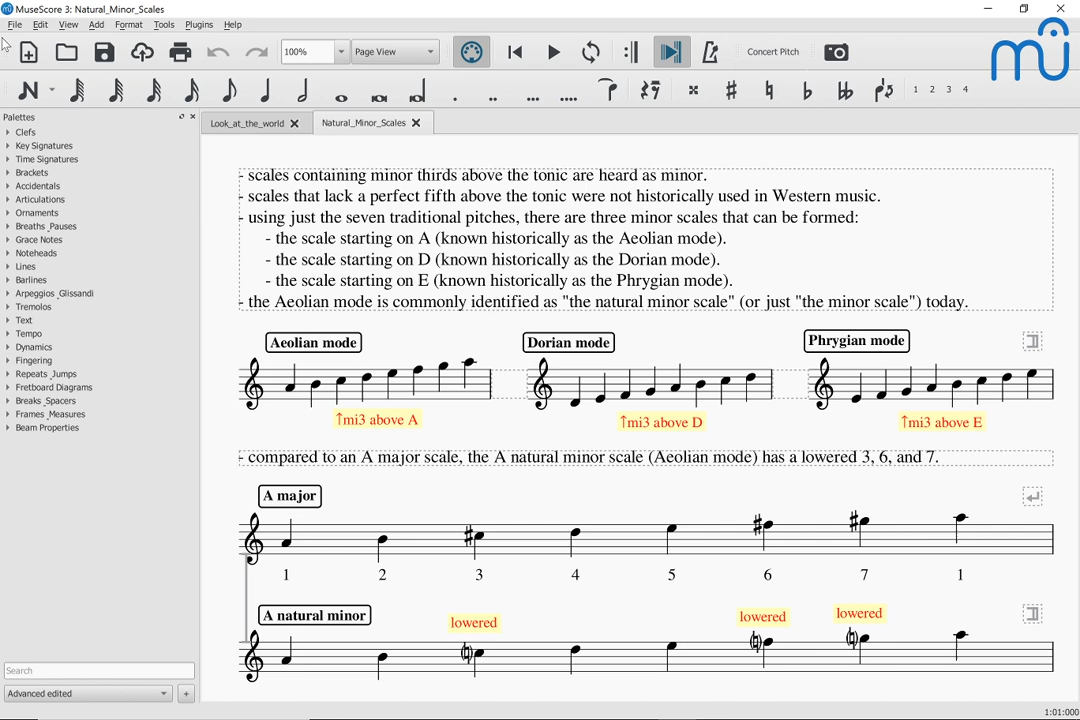 MuseScore 3: Natural_Minor_Scales
File Edit View Add Format Tools Plugins Help
100% Page View Concert Pitch
1 2 3 4
Palettes
Look_at_the_world Natural_Minor_Scales
Clefs
Key Signatures
Time Signatures
Brackets
Accidentals
Articulations
Ornaments
Breaths_Pauses
Grace Notes
Noteheads
Lines
Barlines
Arpeggios_Glissandi
Tremolos
Text
Tempo
Dynamics
Fingering
Repeats_Jumps
Fretboard Diagrams
Breaks_Spacers
Frames_Measures
Beam Properties
Search
Advanced edited
- scales containing minor thirds above the tonic are heard as minor.
- scales that lack a perfect fifth above the tonic were not historically used in Western music.
- using just the seven traditional pitches, there are three minor scales that can be formed:
- the scale starting on A (known historically as the Aeolian mode).
- the scale starting on D (known historically as the Dorian mode).
- the scale starting on E (known historically as the Phrygian mode).
- the Aeolian mode is commonly identified as "the natural minor scale" (or just "the minor scale") today.
Aeolian mode Dorian mode Phrygian mode
↑mi3 above A ↑mi3 above D ↑mi3 above E
- compared to an A major scale, the A natural minor scale (Aeolian mode) has a lowered 3, 6, and 7.
A major
1 2 3 4 5 6 7 1
A natural minor
lowered lowered lowered
1:01:000